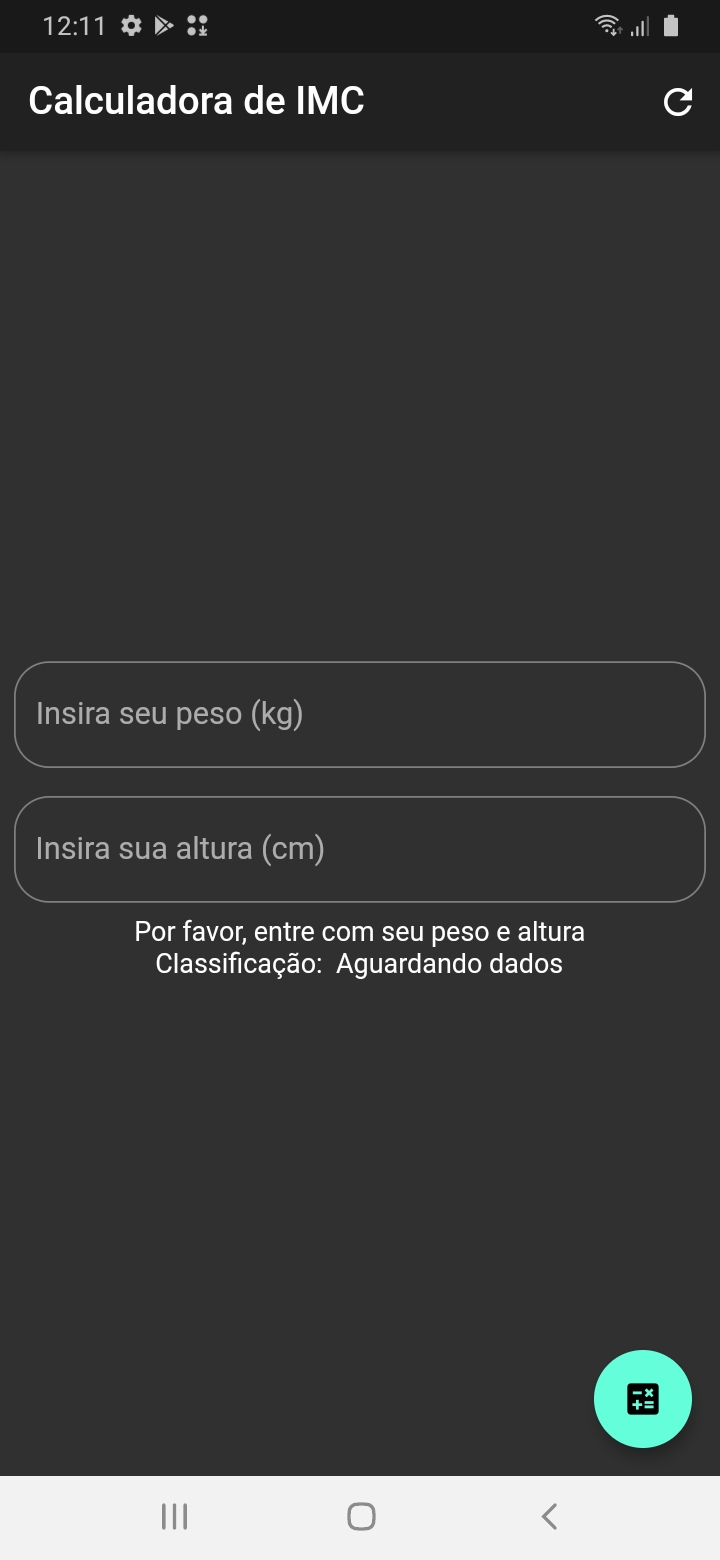 12:11
Calculadora de IMC
Insira seu peso (kg)
Insira sua altura (cm)
Por favor, entre com seu peso e altura
Classificação:  Aguardando dados